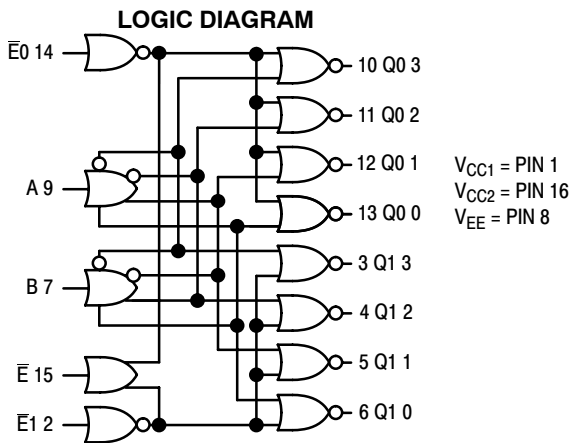 LOGIC DIAGRAM
E̅0 14
10 Q0 3
11 Q0 2
12 Q0 1
13 Q0 0
A 9
B 7
3 Q1 3
4 Q1 2
5 Q1 1
6 Q1 0
E̅ 15
E̅1 2
VCC1 = PIN 1
VCC2 = PIN 16
VEE = PIN 8